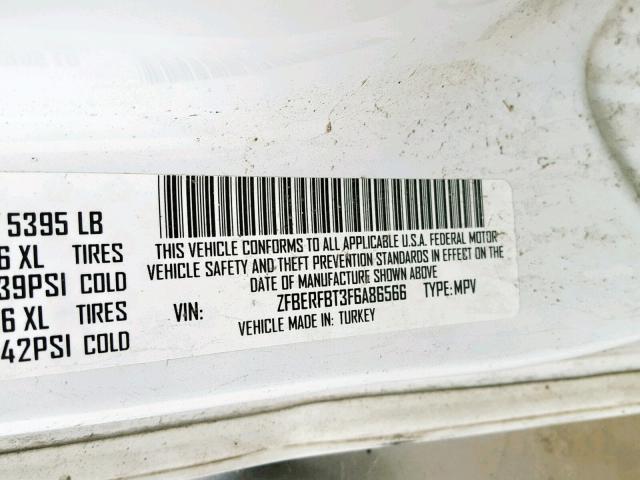 5395 LB
6 XL TIRES
39PSI COLD
6 XL TIRES
42PSI COLD
THIS VEHICLE CONFORMS TO ALL APPLICABLE U.S.A. FEDERAL MOTOR
VEHICLE SAFETY AND THEFT PREVENTION STANDARDS IN EFFECT ON THE
DATE OF MANUFACTURE SHOWN ABOVE
VIN: ZFBERFBT3F6A86566 TYPE:MPV
VEHICLE MADE IN: TURKEY